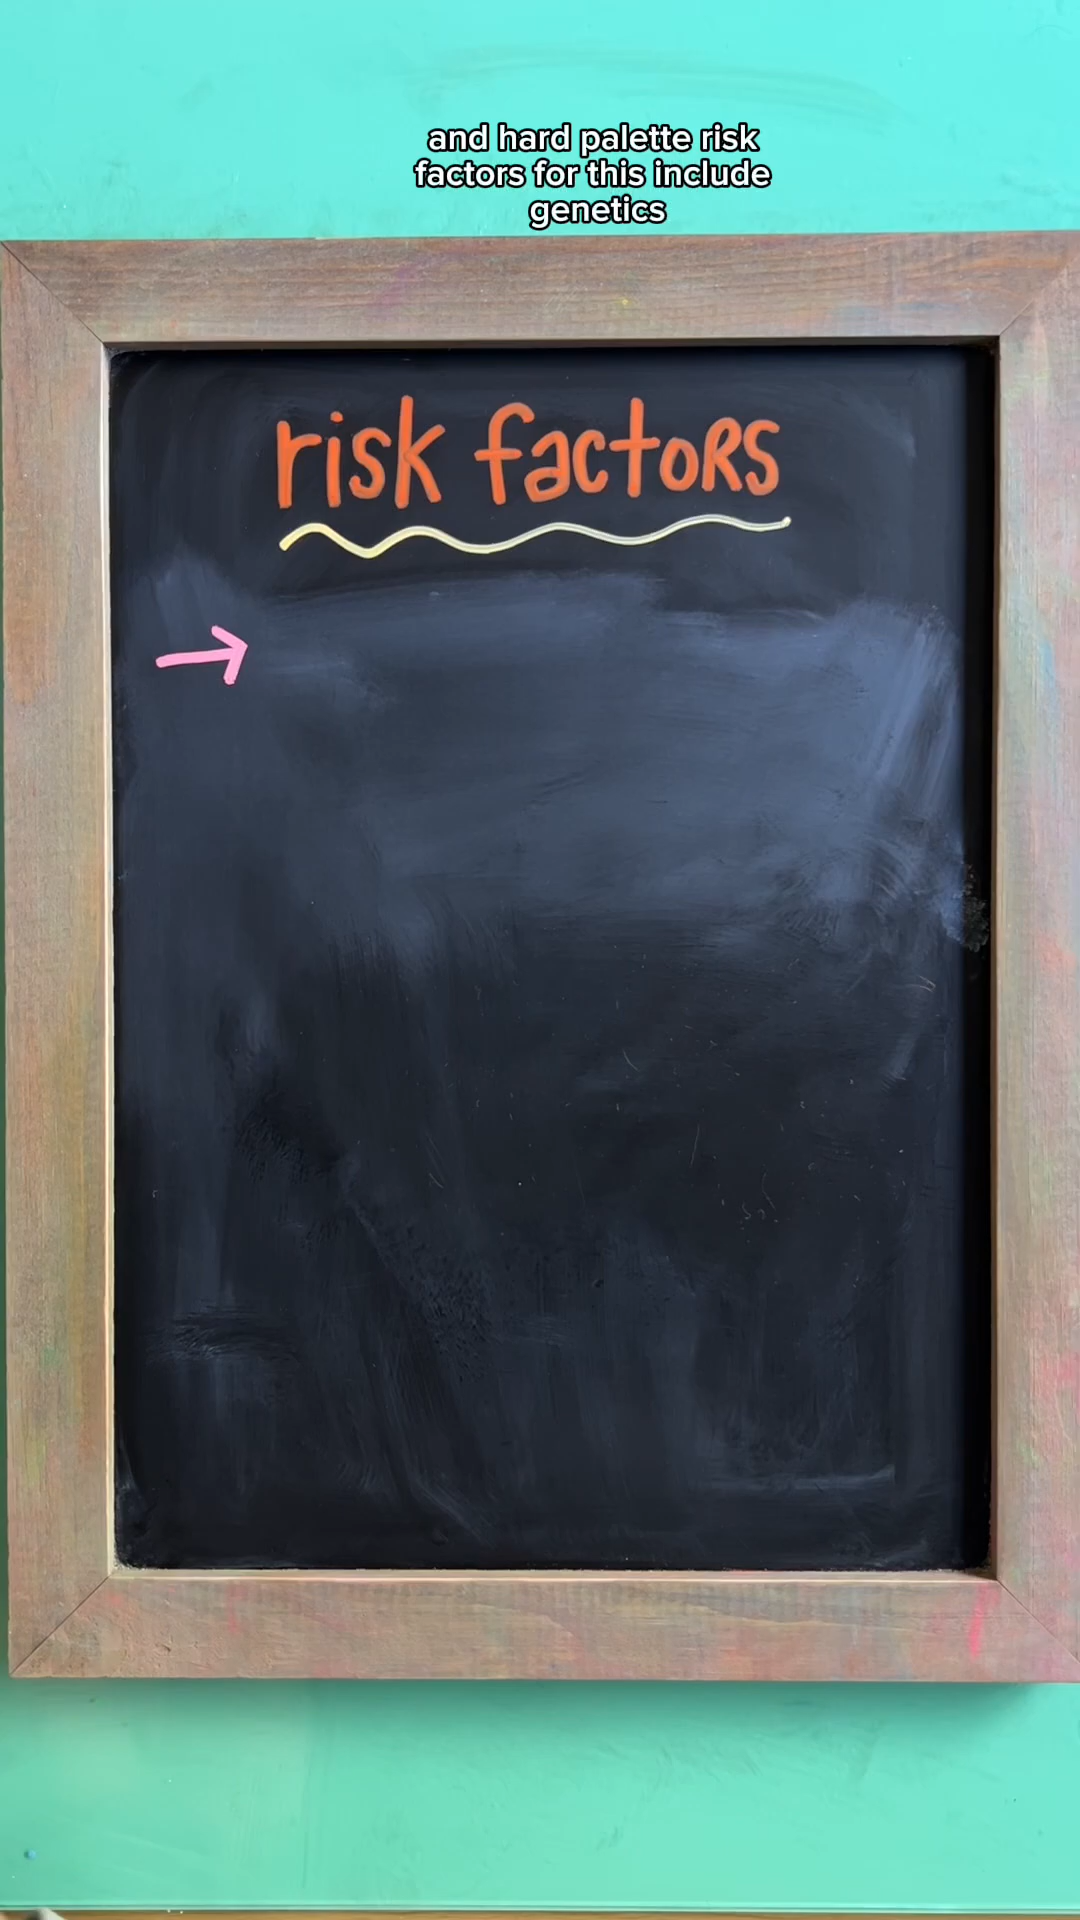 and hard palette risk
factors for this include
genetics
risk factors